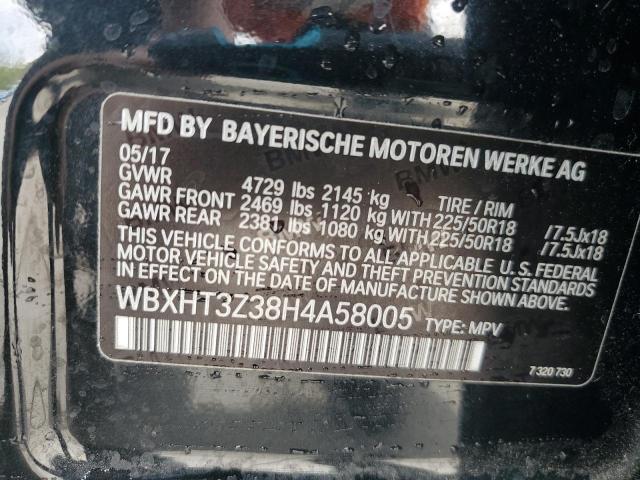 MFD BY BAYERISCHE MOTOREN WERKE AG
05/17
GVWR 4729 lbs 2145 kg TIRE / RIM
GAWR FRONT 2469 lbs 1120 kg WITH 225/50R18 /7.5Jx18
GAWR REAR 2381 lbs 1080 kg WITH 225/50R18 /7.5Jx18
THIS VEHICLE CONFORMS TO ALL APPLICABLE U. S. FEDERAL
MOTOR VEHICLE SAFETY AND THEFT PREVENTION STANDARDS
IN EFFECT ON THE DATE OF MANUFACTURE SHOWN ABOVE.
WBXHT3Z38H4A58005 TYPE: MPV
7 320 730